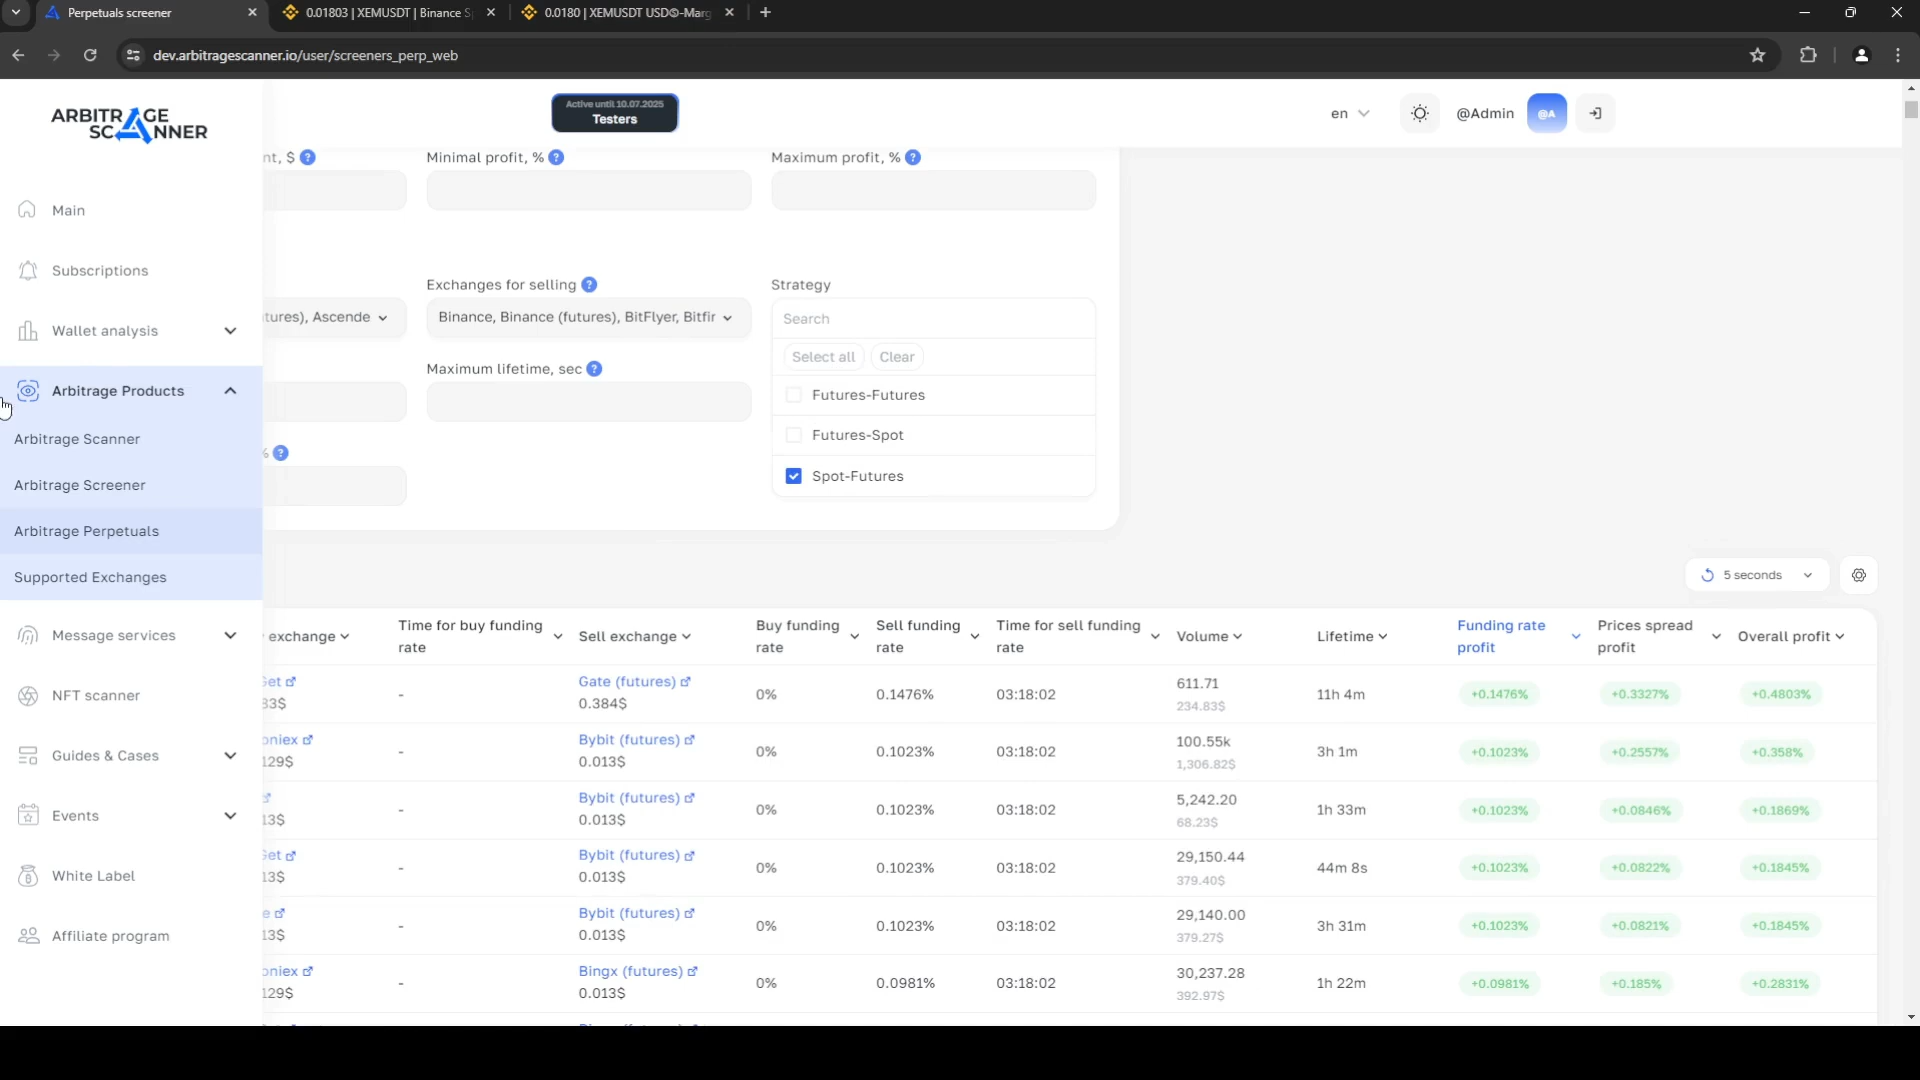 Perpetuals screener
0.01803 | XEMUSDT | Binance S
0.0180 | XEMUSDT USDⓈ-Marg
dev.arbitragescanner.io/user/screeners_perp_web
ARBITRAGE
SCANNER
Active until 10.07.2025
Testers
en
@Admin
@A
nt, $ ?
Minimal profit, % ?
Maximum profit, % ?
Main
Subscriptions
Wallet analysis
Arbitrage Products
Arbitrage Scanner
Arbitrage Screener
Arbitrage Perpetuals
Supported Exchanges
Message services
NFT scanner
Guides & Cases
Events
White Label
Affiliate program
Exchanges for selling ?
Strategy
tures), Ascende
Binance, Binance (futures), BitFlyer, Bitfir
Search
Select all Clear
Maximum lifetime, sec ?
Futures-Futures
Futures-Spot
% ?
Spot-Futures
5 seconds
exchange
Time for buy funding rate
Sell exchange
Buy funding rate
Sell funding rate
Time for sell funding rate
Volume
Lifetime
Funding rate profit
Prices spread profit
Overall profit
Get Gate (futures)
33$ - 0.384$ 0% 0.1476% 03:18:02 611.71 234.83$ 11h 4m +0.1476% +0.3327% +0.4803%
oniex Bybit (futures)
129$ - 0.013$ 0% 0.1023% 03:18:02 100.55k 1,306.82$ 3h 1m +0.1023% +0.2557% +0.358%
Bybit (futures)
13$ - 0.013$ 0% 0.1023% 03:18:02 5,242.20 68.23$ 1h 33m +0.1023% +0.0846% +0.1869%
Get Bybit (futures)
13$ - 0.013$ 0% 0.1023% 03:18:02 29,150.44 379.40$ 44m 8s +0.1023% +0.0822% +0.1845%
e Bybit (futures)
13$ - 0.013$ 0% 0.1023% 03:18:02 29,140.00 379.27$ 3h 31m +0.1023% +0.0821% +0.1845%
oniex Bingx (futures)
129$ - 0.013$ 0% 0.0981% 03:18:02 30,237.28 392.97$ 1h 22m +0.0981% +0.185% +0.2831%